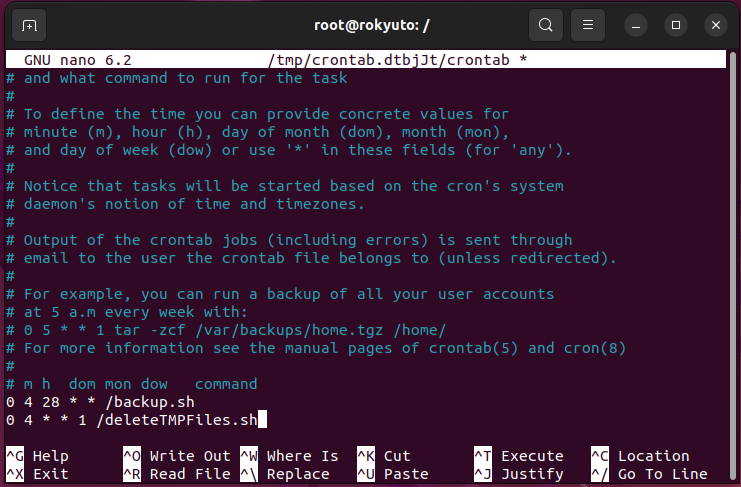 root@rokyuto: /
GNU nano 6.2 /tmp/crontab.dtbjJt/crontab *
# and what command to run for the task
#
# To define the time you can provide concrete values for
# minute (m), hour (h), day of month (dom), month (mon),
# and day of week (dow) or use '*' in these fields (for 'any').
#
# Notice that tasks will be started based on the cron's system
# daemon's notion of time and timezones.
#
# Output of the crontab jobs (including errors) is sent through
# email to the user the crontab file belongs to (unless redirected).
#
# For example, you can run a backup of all your user accounts
# at 5 a.m every week with:
# 0 5 * * 1 tar -zcf /var/backups/home.tgz /home/
# For more information see the manual pages of crontab(5) and cron(8)
#
# m h  dom mon dow   command
0 4 28 * * /backup.sh
0 4 * * 1 /deleteTMPFiles.sh
^G Help ^O Write Out ^W Where Is ^K Cut ^T Execute ^C Location
^X Exit ^R Read File ^\ Replace ^U Paste ^J Justify ^/ Go To Line